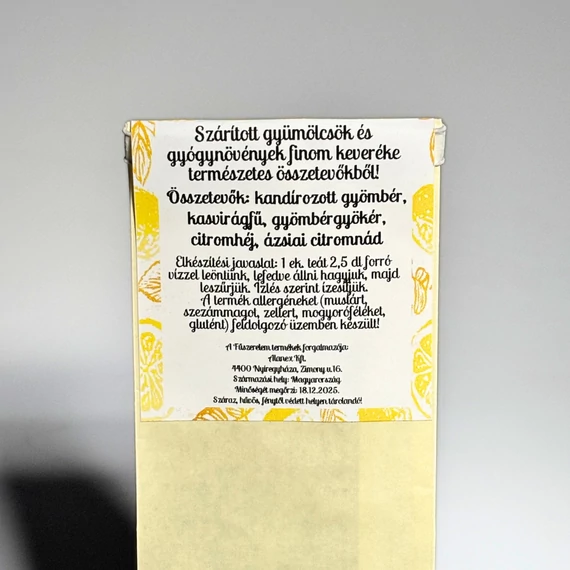 Szárított gyümölcsök és
gyógynövények finom keveréke
természetes összetevőkből!
Összetevők: kandírozott gyömbér,
kasvirágfű, gyömbérgyökér,
citromhéj, ázsiai citromnád
Elkészítési javaslat: 1 ek. teát 2,5 dl forró
vízzel leöntünk, lefedve állni hagyjuk, majd
leszűrjük. Ízlés szerint ízesítjük.
A termék allergéneket (mustárt,
szezámmagot, zellert, mogyoróféléket,
glutént) feldolgozó üzemben készült!
A Fűszerelem termékek forgalmazója:
Alanex Kft.
4400 Nyíregyháza, Zimony u.16.
Származási hely: Magyarország.
Minőségét megőrzi: 18.12.2025.
Száraz, hűvös, fénytől védett helyen tárolandó!